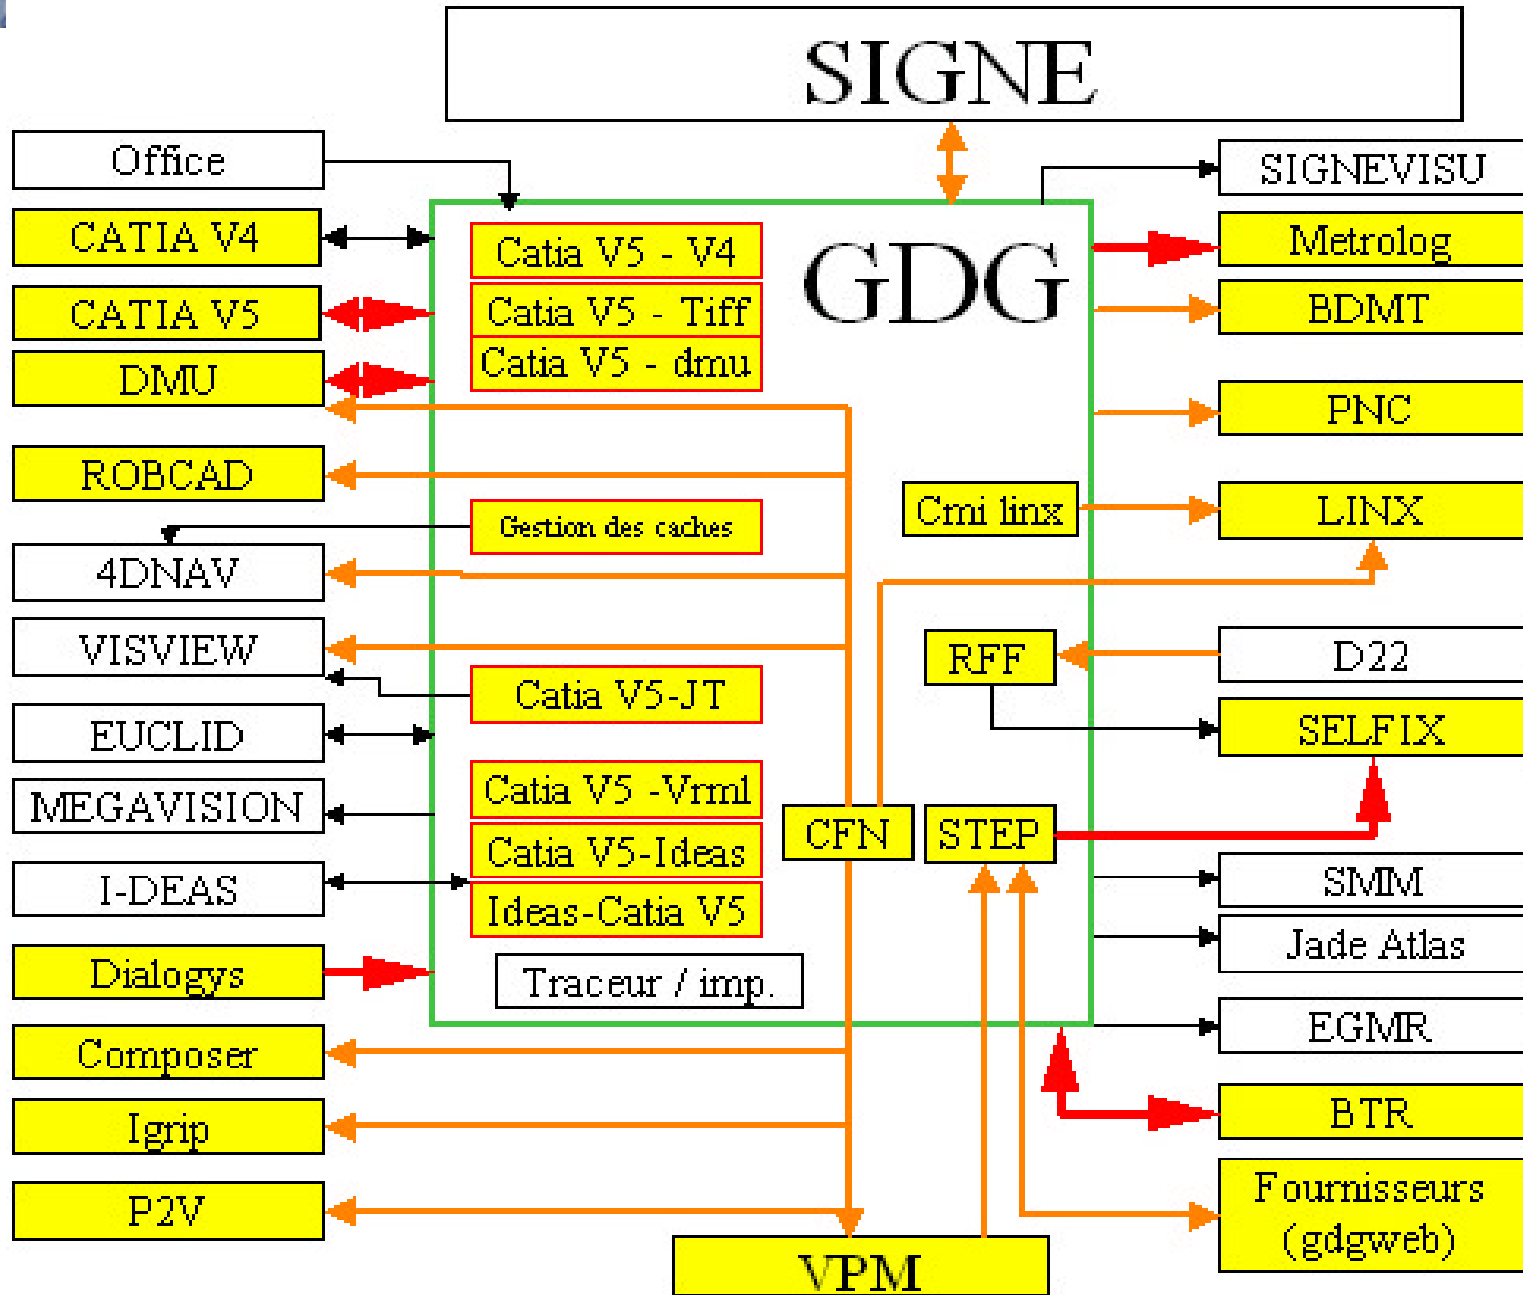 SIGNE
Office
CATIA V4
CATIA V5
DMU
ROBCAD
4DNAV
VISVIEW
EUCLID
MEGAVISION
I-DEAS
Dialogys
Composer
Igrip
P2V
GDG
Catia V5 - V4
Catia V5 - Tiff
Catia V5 - dmu
Gestion des caches
Catia V5-JT
Catia V5 -Vrml
Catia V5-Ideas
Ideas-Catia V5
Traceur / imp.
Cmi linx
RFF
CFN
STEP
VPM
SIGNEVISU
Metrolog
BDMT
PNC
LINX
D22
SELFIX
SMM
Jade Atlas
EGMR
BTR
Fournisseurs
(gdgweb)